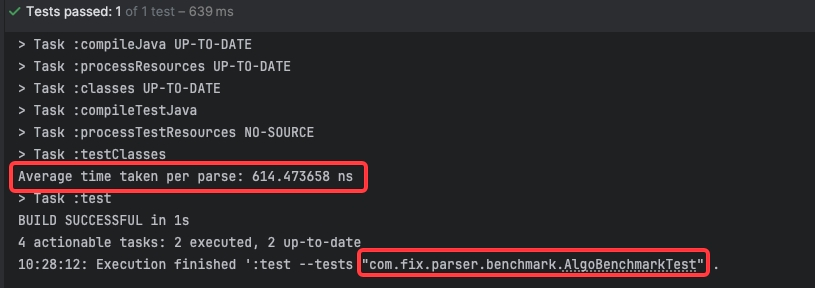 ✓ Tests passed: 1 of 1 test – 639 ms
> Task :compileJava UP-TO-DATE
> Task :processResources UP-TO-DATE
> Task :classes UP-TO-DATE
> Task :compileTestJava
> Task :processTestResources NO-SOURCE
> Task :testClasses
Average time taken per parse: 614.473658 ns
> Task :test
BUILD SUCCESSFUL in 1s
4 actionable tasks: 2 executed, 2 up-to-date
10:28:12: Execution finished ':test --tests "com.fix.parser.benchmark.AlgoBenchmarkTest" .